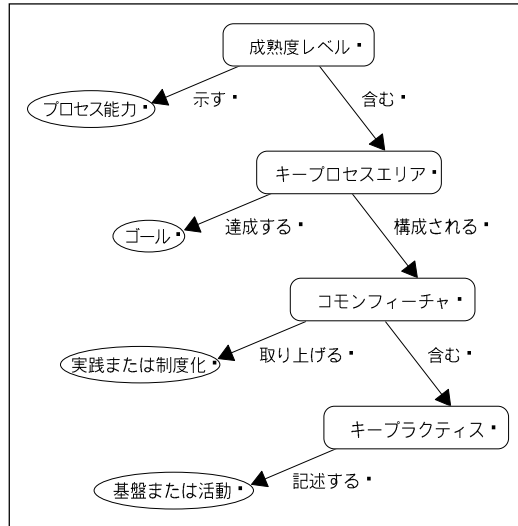 成熟度レベル
プロセス能力
示す
含む
キープロセスエリア
ゴール
達成する
構成される
コモンフィーチャ
実践または制度化
取り上げる
含む
キープラクティス
基盤または活動
記述する